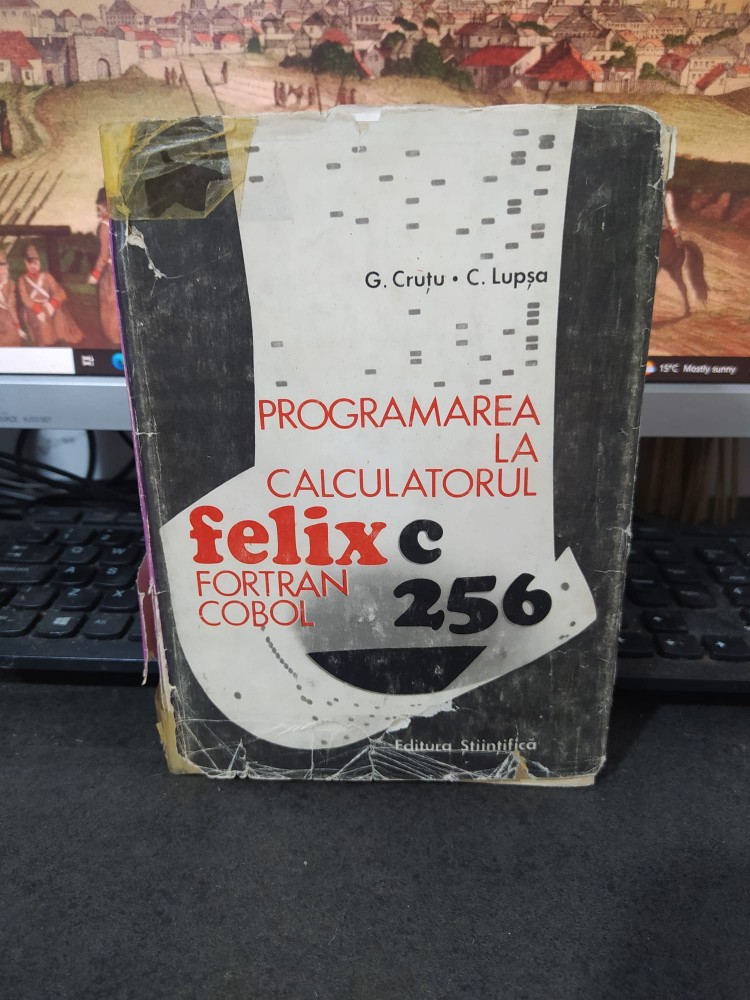 G. Cruțu • C. Lupșa
PROGRAMAREA
LA
CALCULATORUL
felix c
256
FORTRAN
COBOL
Editura Științifică
15°C Mostly sunny